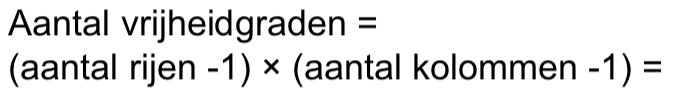 Aantal vrijheidgraden =
(aantal rijen -1) × (aantal kolommen -1) =